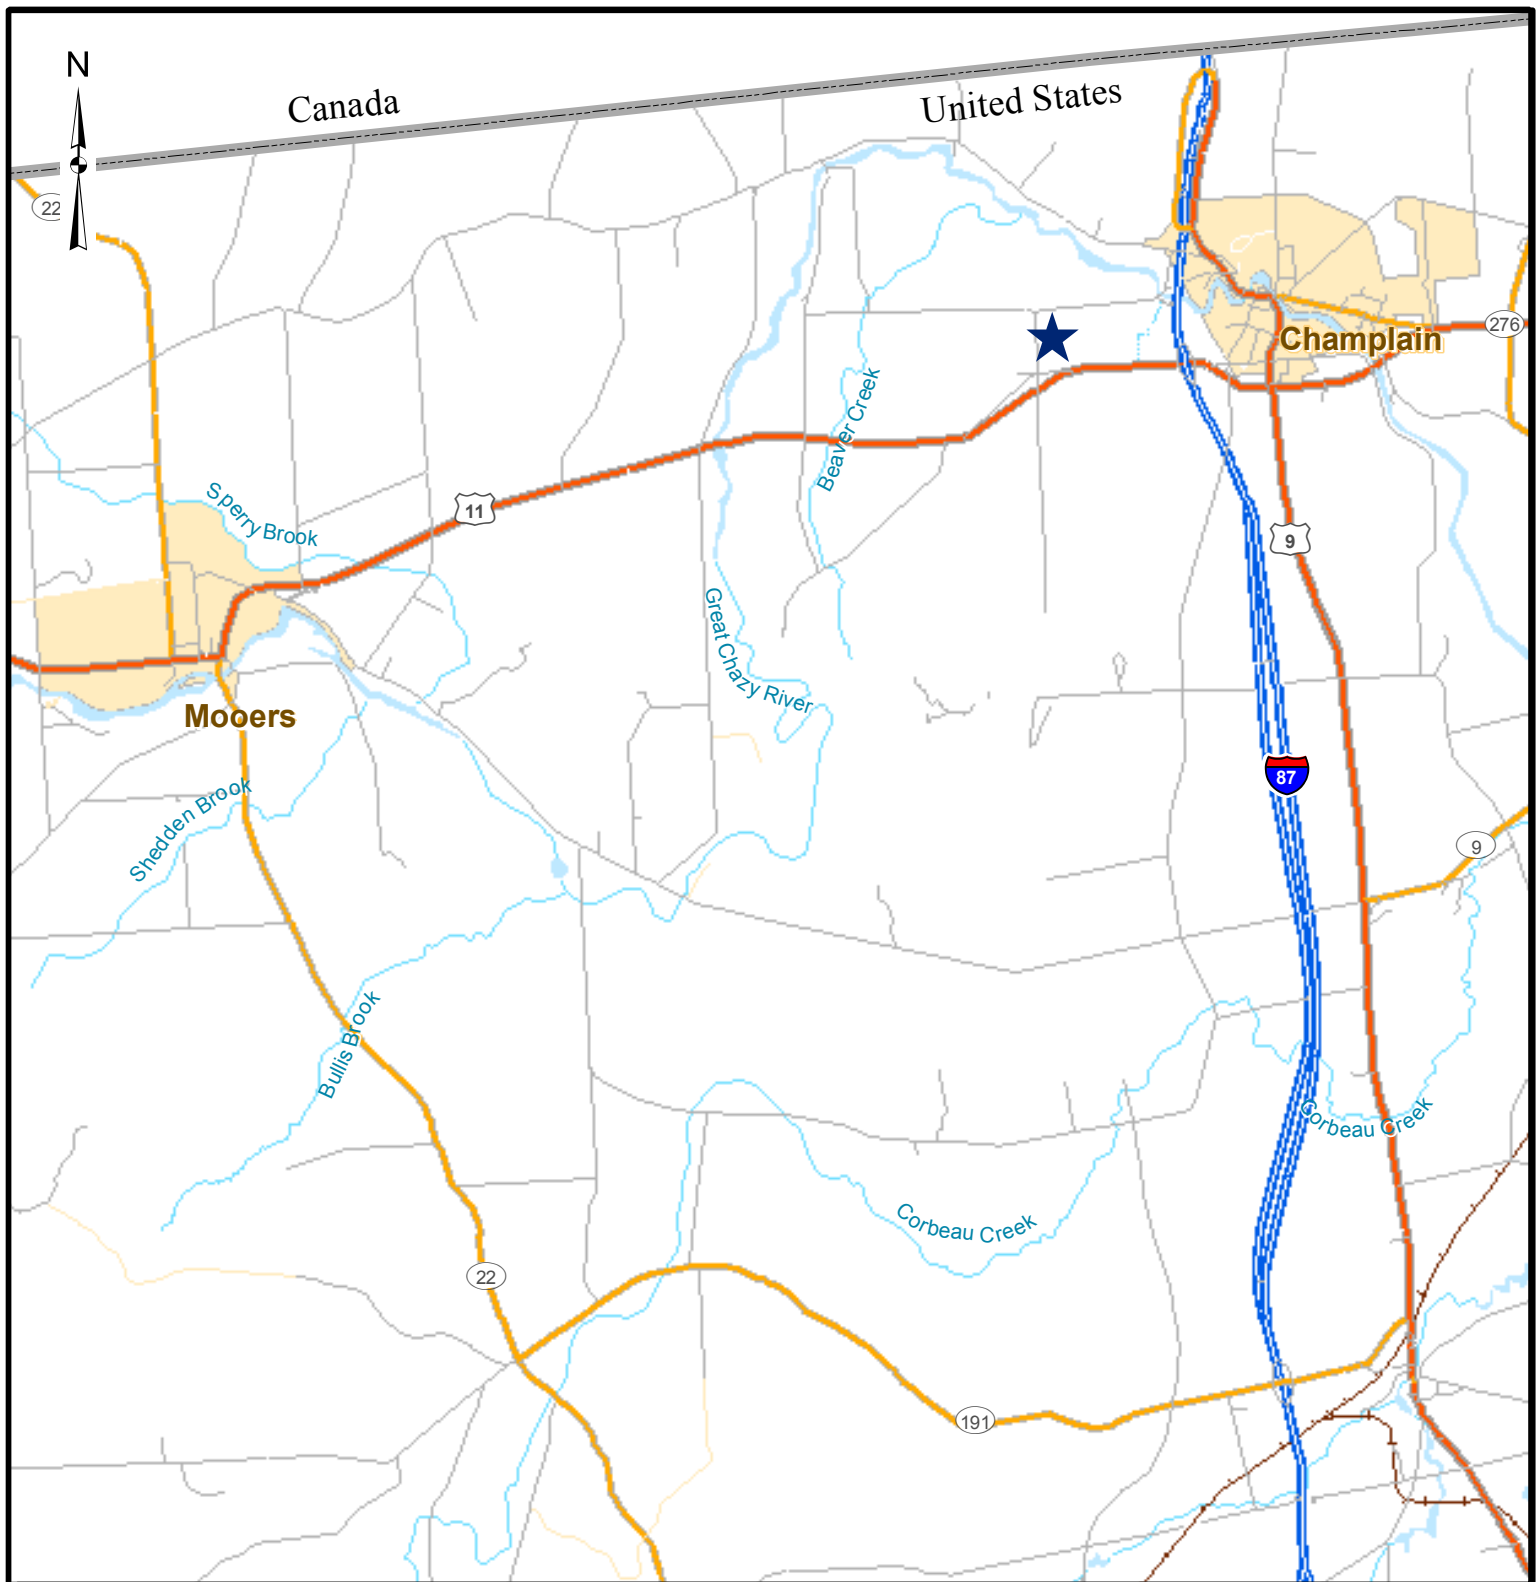 N
Canada
United States
22
276
Champlain
Beaver Creek
Sperry Brook
11
9
Great Chazy River
Mooers
87
Shedden Brook
9
Bullis Brook
Corbeau Creek
Corbeau Creek
22
191